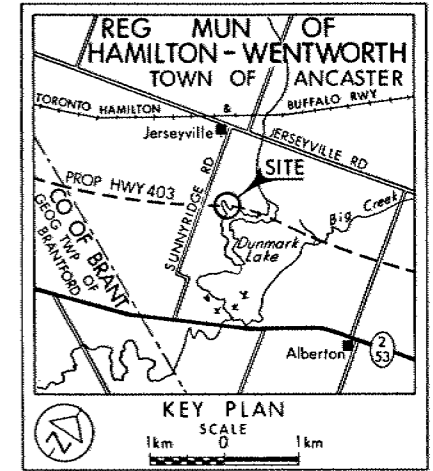 REG MUN OF
HAMILTON-WENTWORTH
TOWN OF ANCASTER
TORONTO HAMILTON & BUFFALO RWY
Jerseyville
JERSEYVILLE RD
SITE
PROP HWY 403
SUNNYRIDGE RD
Big Creek
Dunmark
Lake
CO OF BRANT
GEOG TWP OF
BRANTFORD
2
53
Alberton
KEY PLAN
SCALE
1km 0 1km
N